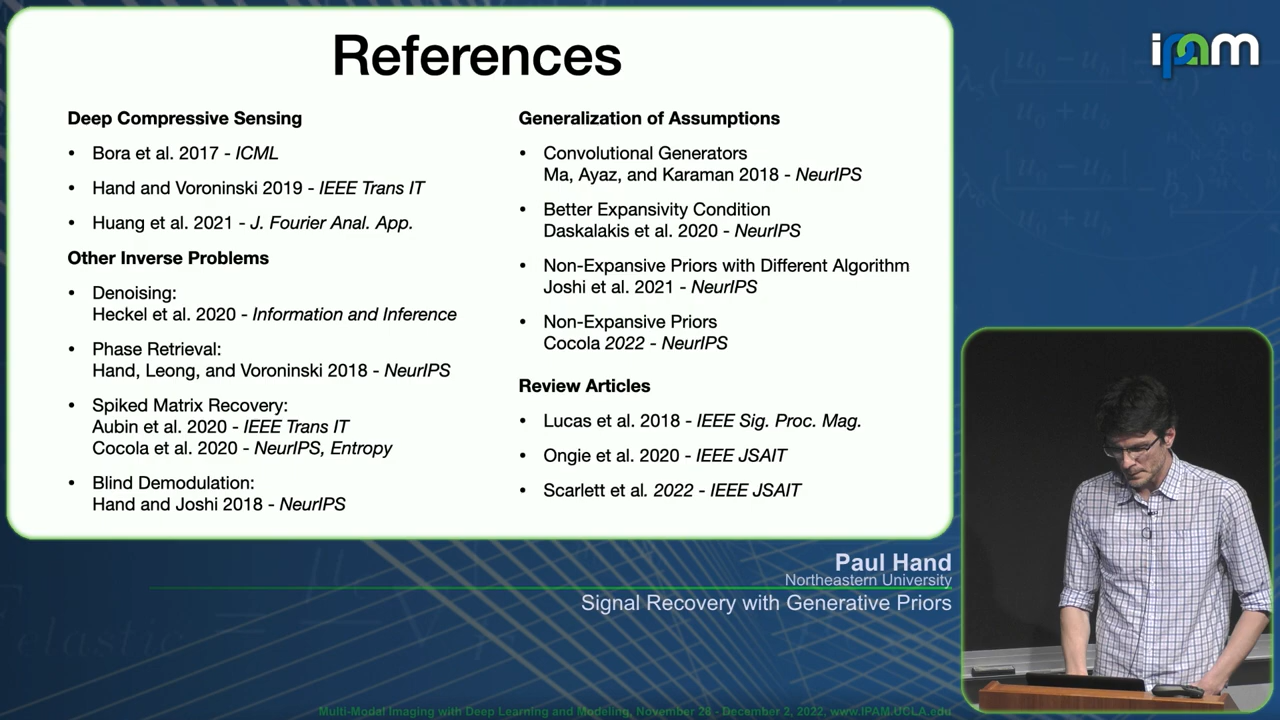 References
Deep Compressive Sensing
• Bora et al. 2017 - ICML
• Hand and Voroninski 2019 - IEEE Trans IT
• Huang et al. 2021 - J. Fourier Anal. App.
Other Inverse Problems
• Denoising:
Heckel et al. 2020 - Information and Inference
• Phase Retrieval:
Hand, Leong, and Voroninski 2018 - NeurIPS
• Spiked Matrix Recovery:
Aubin et al. 2020 - IEEE Trans IT
Cocola et al. 2020 - NeurIPS, Entropy
• Blind Demodulation:
Hand and Joshi 2018 - NeurIPS
Generalization of Assumptions
• Convolutional Generators
Ma, Ayaz, and Karaman 2018 - NeurIPS
• Better Expansivity Condition
Daskalakis et al. 2020 - NeurIPS
• Non-Expansive Priors with Different Algorithm
Joshi et al. 2021 - NeurIPS
• Non-Expansive Priors
Cocola 2022 - NeurIPS
Review Articles
• Lucas et al. 2018 - IEEE Sig. Proc. Mag.
• Ongie et al. 2020 - IEEE JSAIT
• Scarlett et al. 2022 - IEEE JSAIT
ipam
Paul Hand
Northeastern University
Signal Recovery with Generative Priors
elastic
Multi-Modal Imaging with Deep Learning and Modeling, November 28 - December 2, 2022, www.IPAM.UCLA.edu